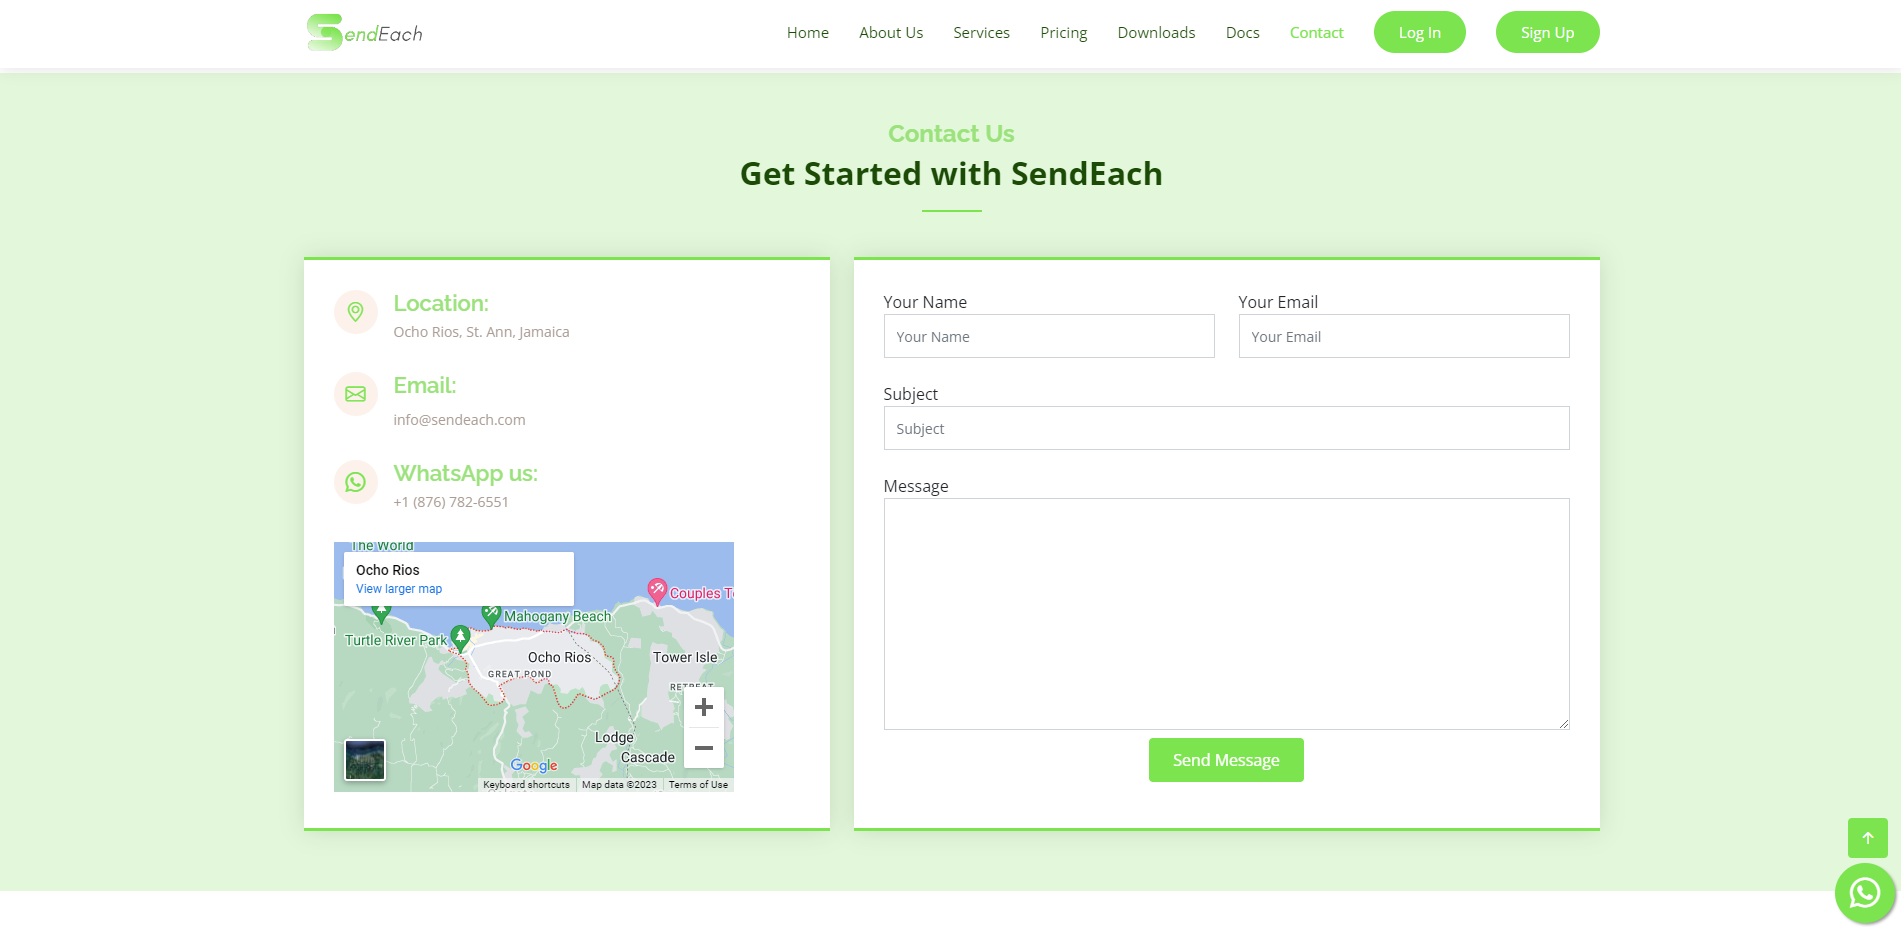 SendEach
Home
About Us
Services
Pricing
Downloads
Docs
Contact
Log In
Sign Up
Contact Us
Get Started with SendEach
Location:
Ocho Rios, St. Ann, Jamaica
Email:
info@sendeach.com
WhatsApp us:
+1 (876) 782-6551
The World
Ocho Rios
View larger map
Couples
Mahogany Beach
Turtle River Park
Ocho Rios
Tower Isle
GREAT POND
RETREAT
Lodge
Cascade
Google
Keyboard shortcuts
Map data ©2023
Terms of Use
Your Name
Your Email
Your Name
Your Email
Subject
Subject
Message
Send Message